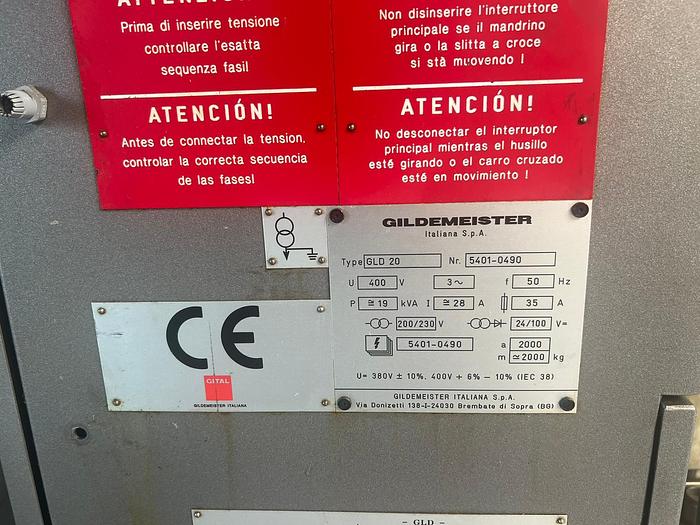 ATTENZIONE
Prima di inserire tensione
controllare l'esatta
sequenza fasil
ATENCIÓN!
Antes de connectar la tension,
controlar la correcta secuencia
de las fasesl
Non disinserire l'interruttore
principale se il mandrino
gira o la slitta a croce
si stà muovendo !
ATENCIÓN!
No desconectar el interruptor
principal mientras el husillo
esté girando o el carro cruzado
esté en movimiento !
GILDEMEISTER
Italiana S.p.A.
Type GLD 20 Nr. 5401-0490
U 400 V 3~ f 50 Hz
P ≅ 19 kVA I ≅ 28 A 35 A
200/230 V 24/100 V=
5401-0490 a 2000
m ≃2000 kg
U= 380V ± 10%, 400V + 6% – 10% (IEC 38)
GILDEMEISTER ITALIANA S.p.A.
Via Donizetti 138-I-24030 Brembate di Sopra (BG)
CE
GITAL
GILDEMEISTER ITALIANA
– GLD